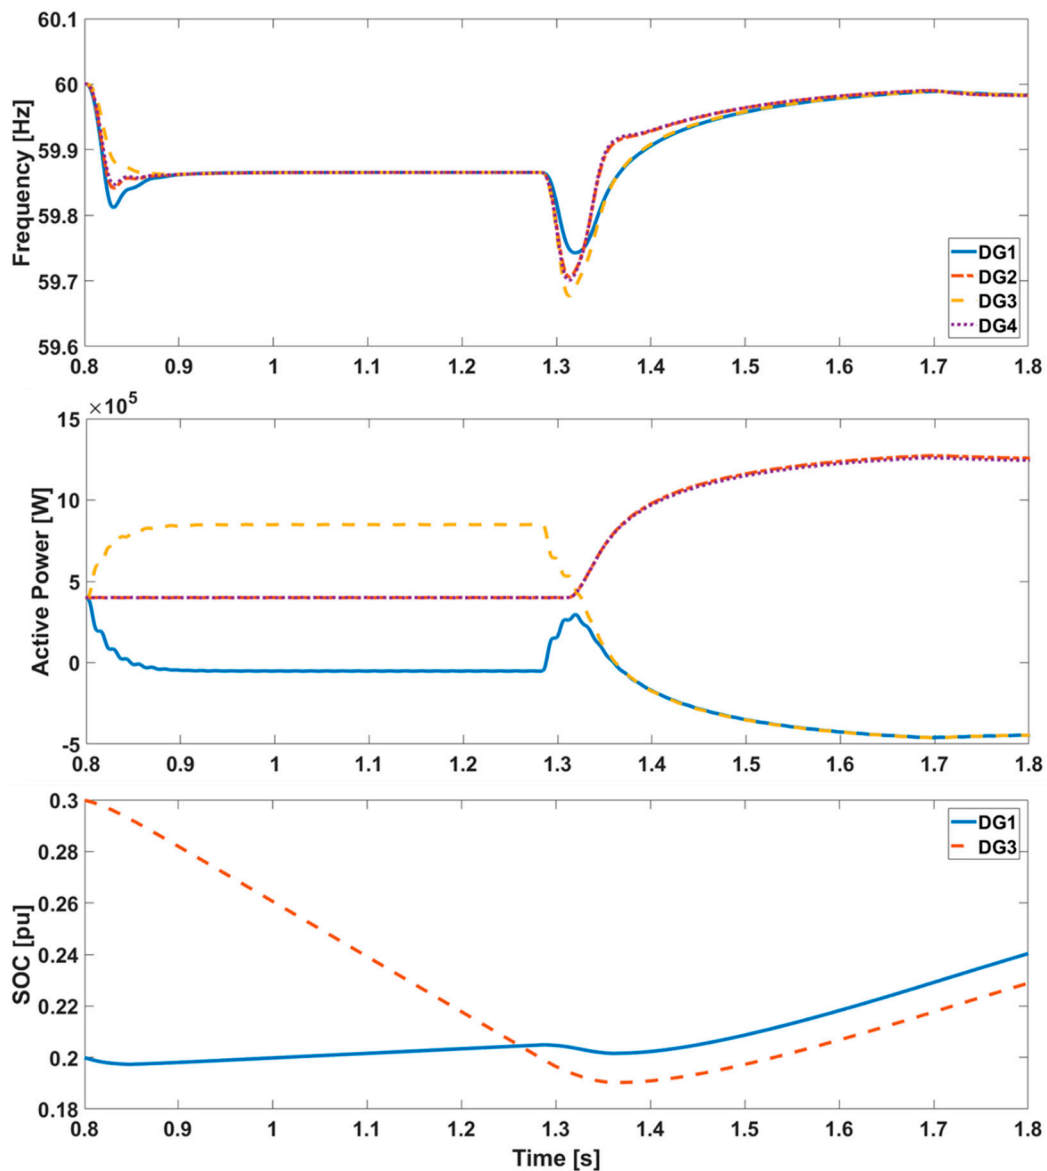 60.1
60
59.9
59.8
59.7
59.6
Frequency [Hz]
DG1
DG2
DG3
DG4
0.8 0.9 1 1.1 1.2 1.3 1.4 1.5 1.6 1.7 1.8
×10⁵
15
10
5
0
-5
Active Power [W]
0.8 0.9 1 1.1 1.2 1.3 1.4 1.5 1.6 1.7 1.8
0.3
0.28
0.26
0.24
0.22
0.2
0.18
SOC [pu]
DG1
DG3
0.8 0.9 1 1.1 1.2 1.3 1.4 1.5 1.6 1.7 1.8
Time [s]